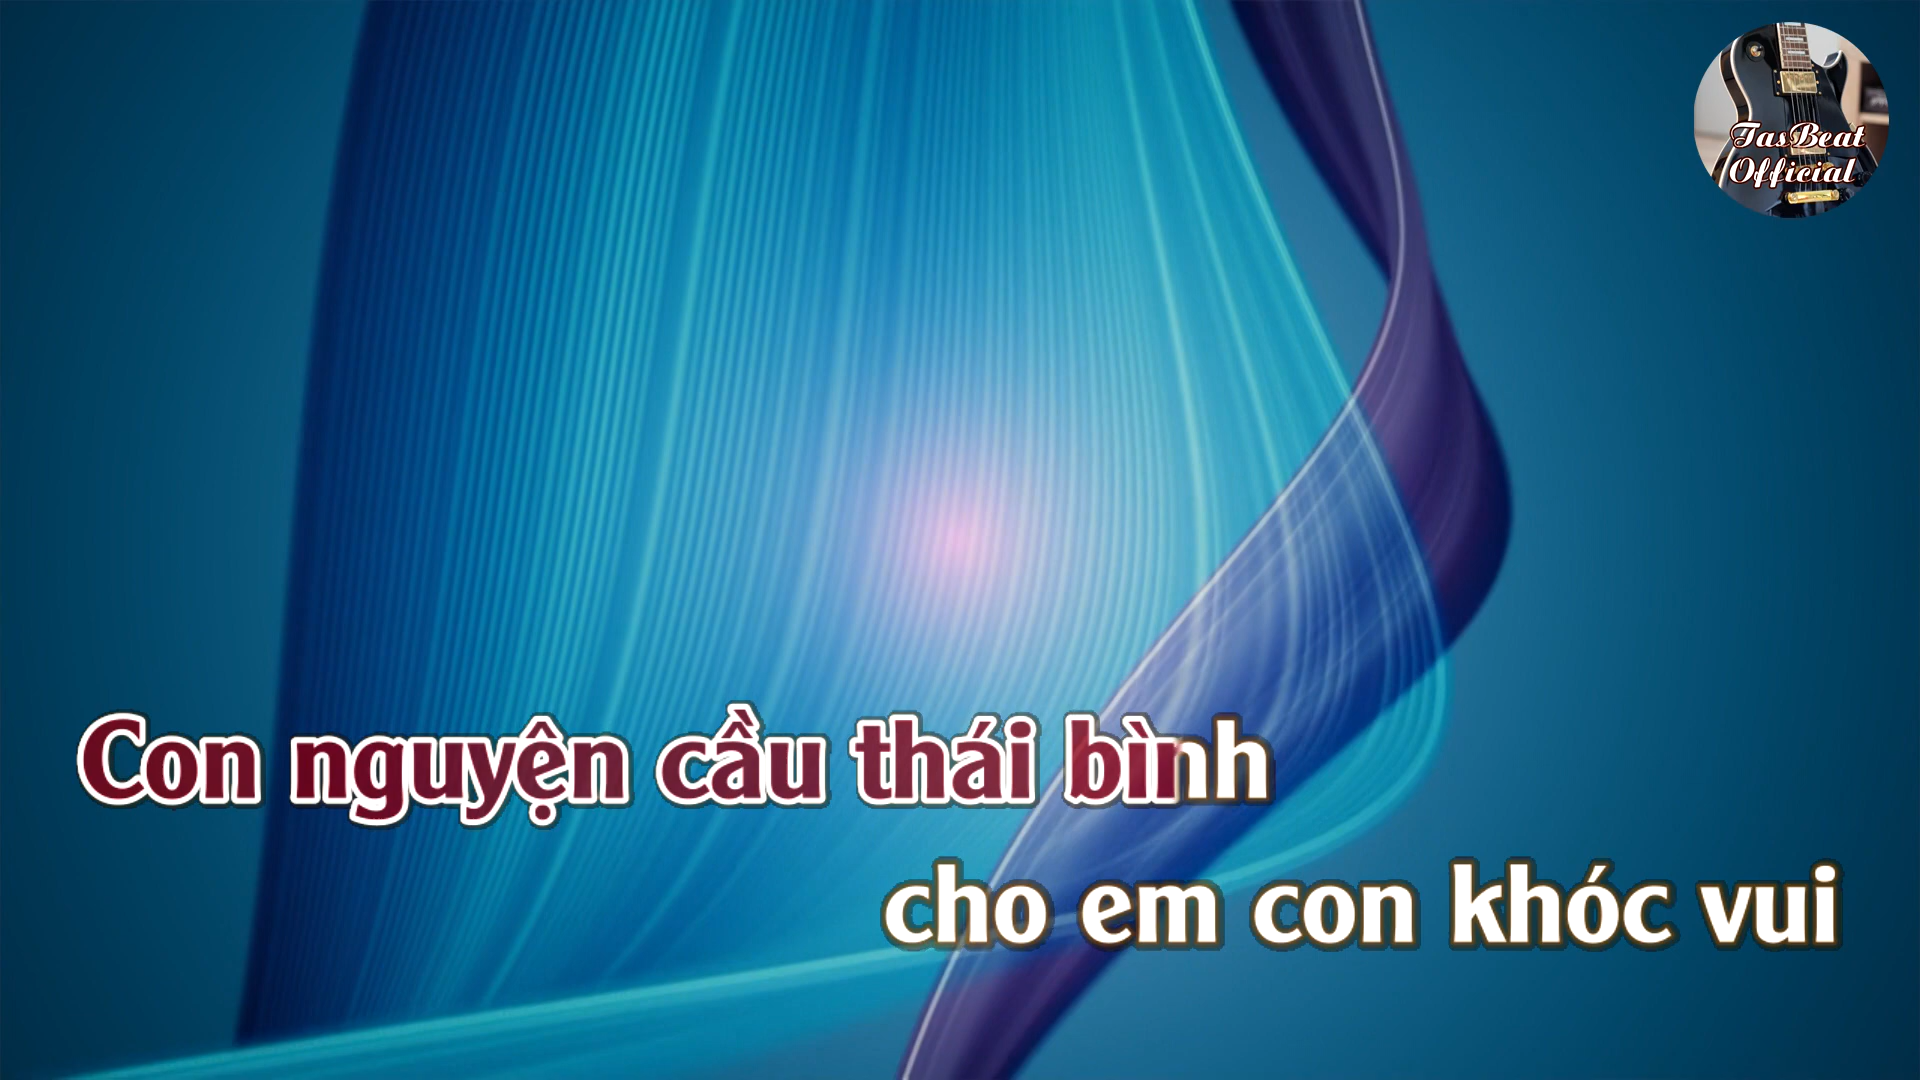 TasBeat
Official
Con nguyện cầu thái bình
cho em con khóc vui